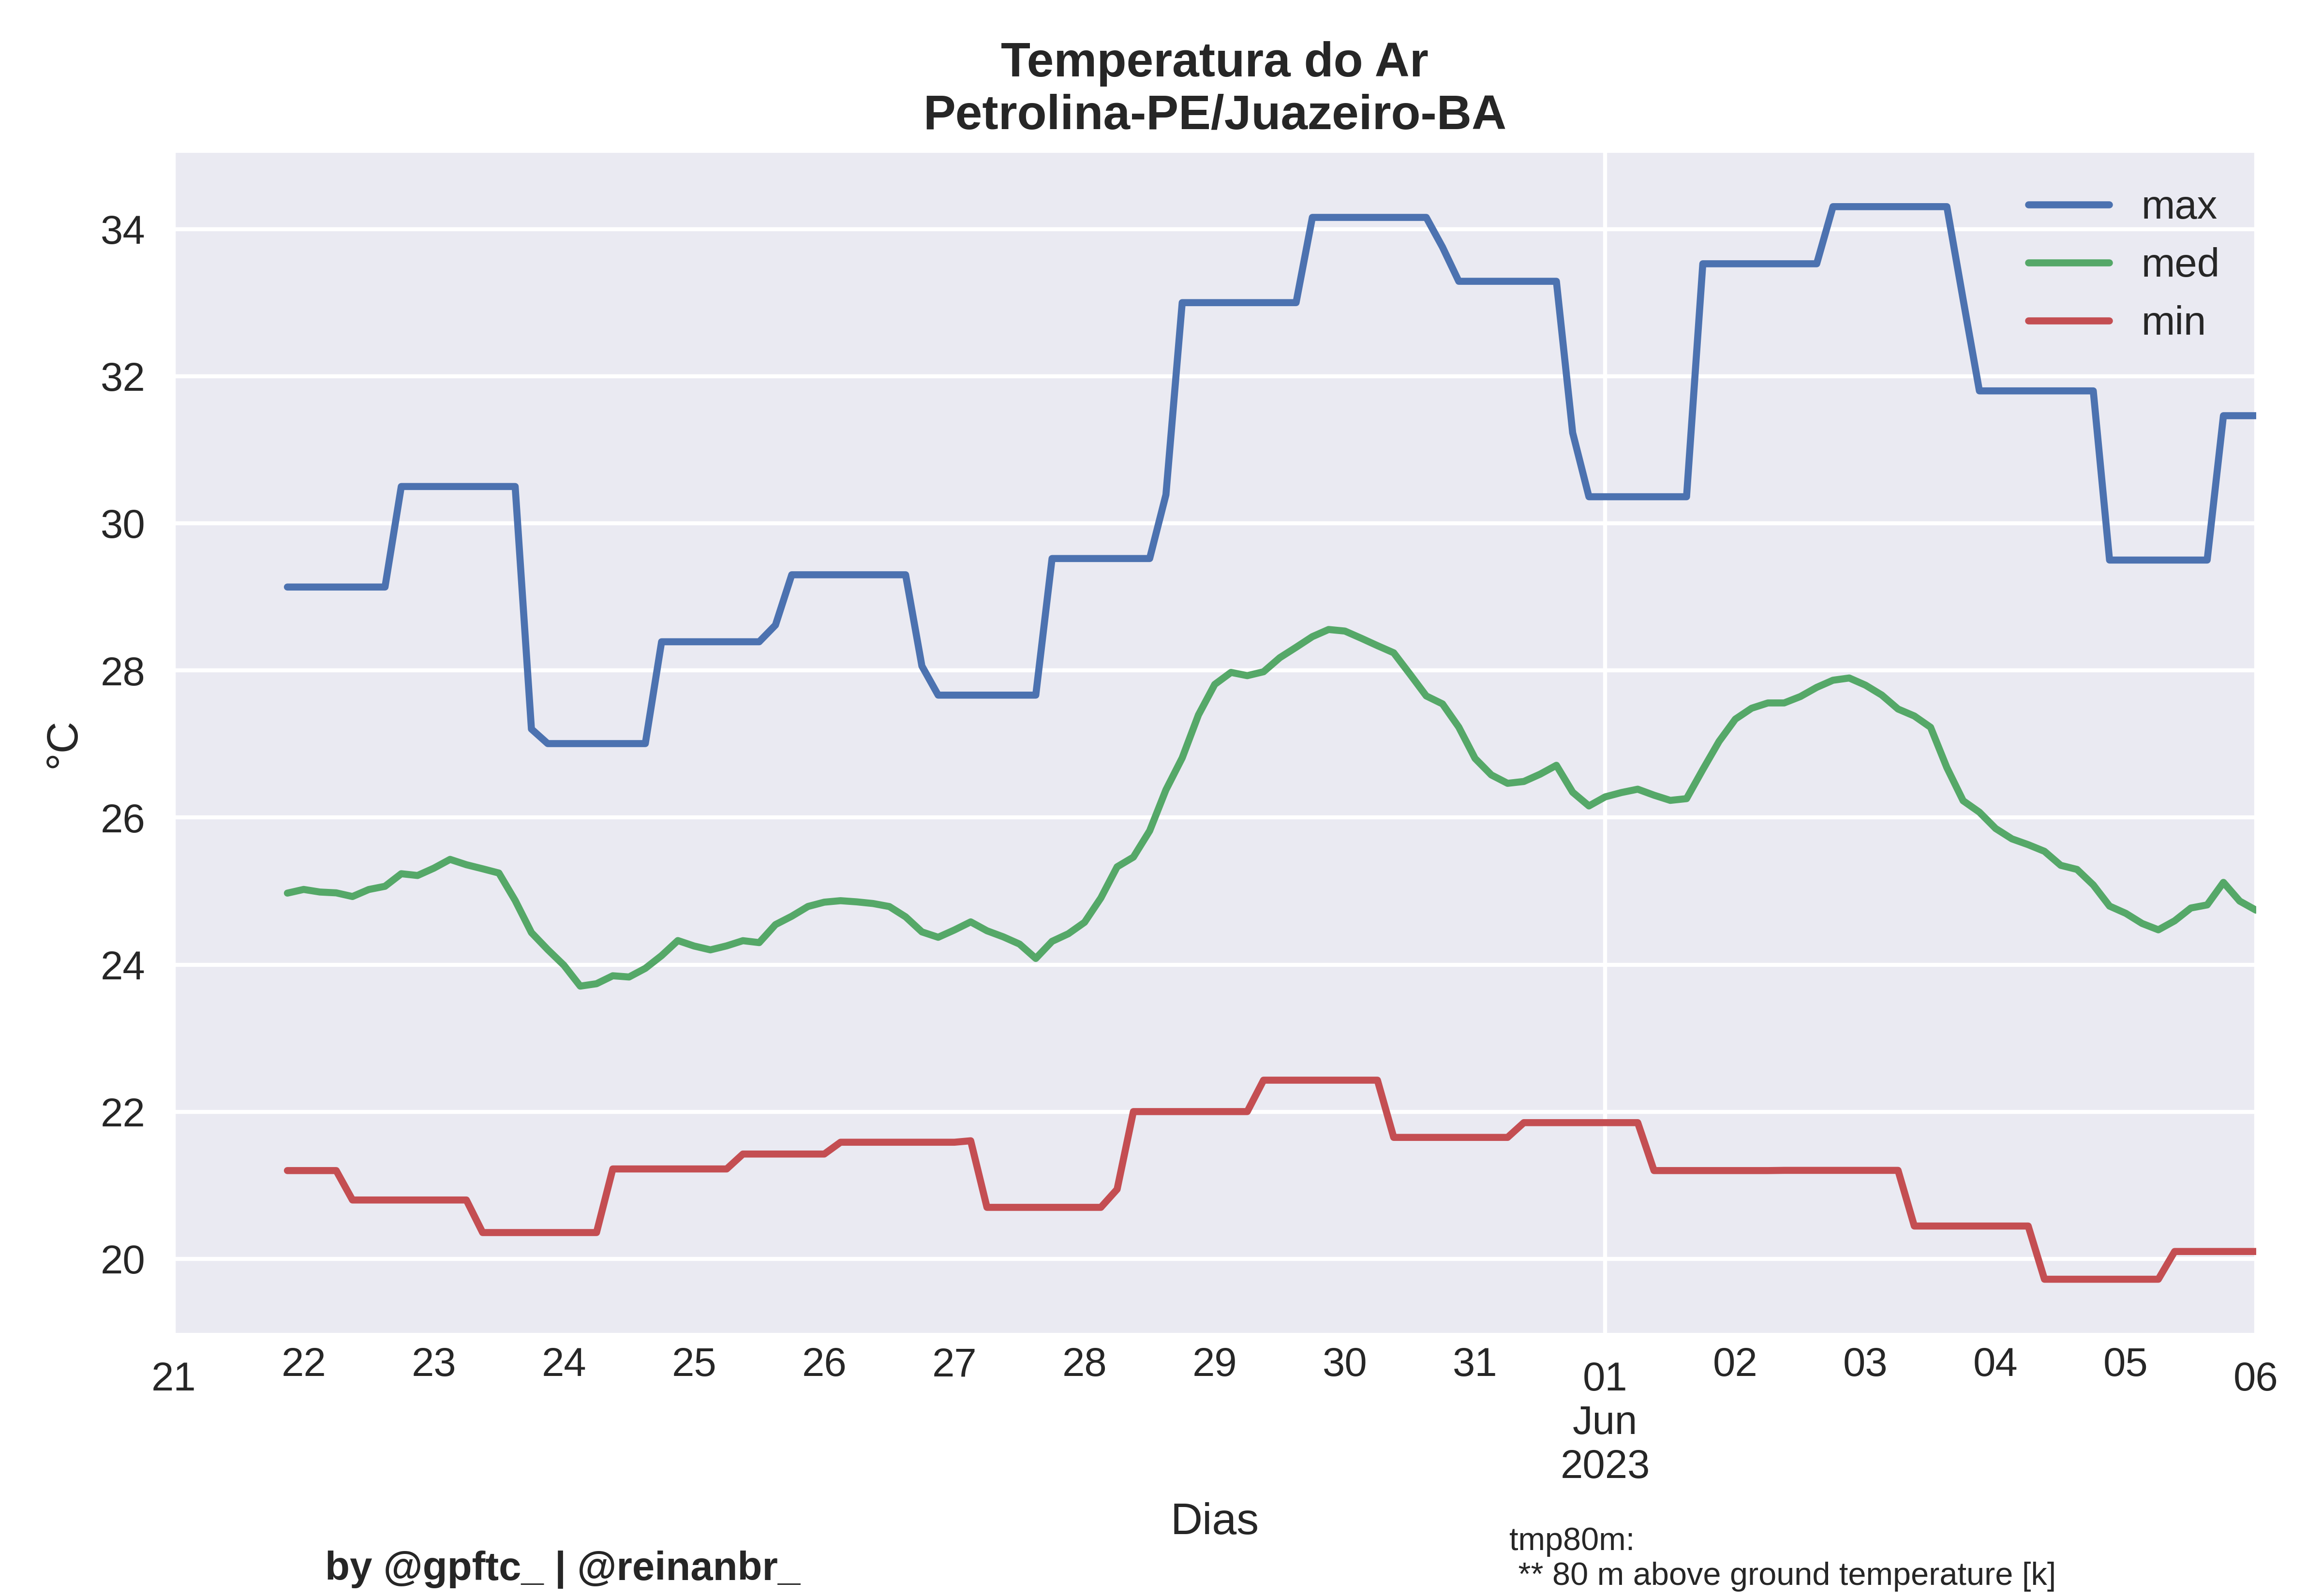 Temperatura do Ar
Petrolina-PE/Juazeiro-BA
34
32
30
28
26
24
22
20
°C
max
med
min
21 22 23 24 25 26 27 28 29 30 31 01 02 03 04 05 06
Jun
2023
Dias
by @gpftc_ | @reinanbr_
tmp80m:
** 80 m above ground temperature [k]